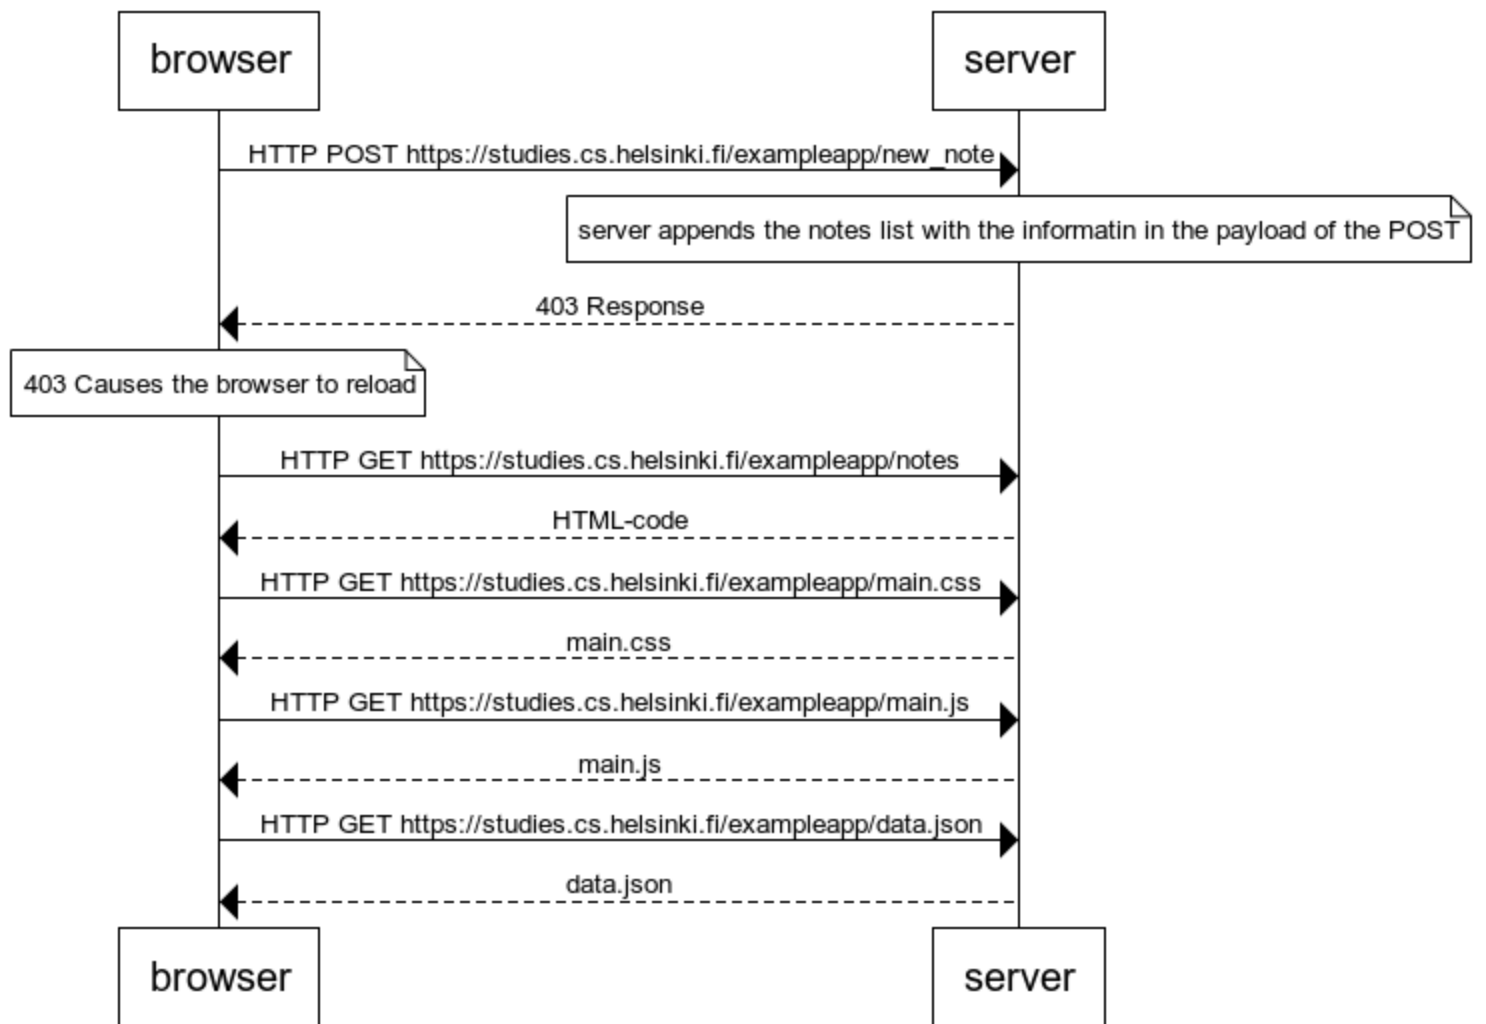 browser
server
HTTP POST https://studies.cs.helsinki.fi/exampleapp/new_note
server appends the notes list with the informatin in the payload of the POST
403 Response
403 Causes the browser to reload
HTTP GET https://studies.cs.helsinki.fi/exampleapp/notes
HTML-code
HTTP GET https://studies.cs.helsinki.fi/exampleapp/main.css
main.css
HTTP GET https://studies.cs.helsinki.fi/exampleapp/main.js
main.js
HTTP GET https://studies.cs.helsinki.fi/exampleapp/data.json
data.json
browser
server